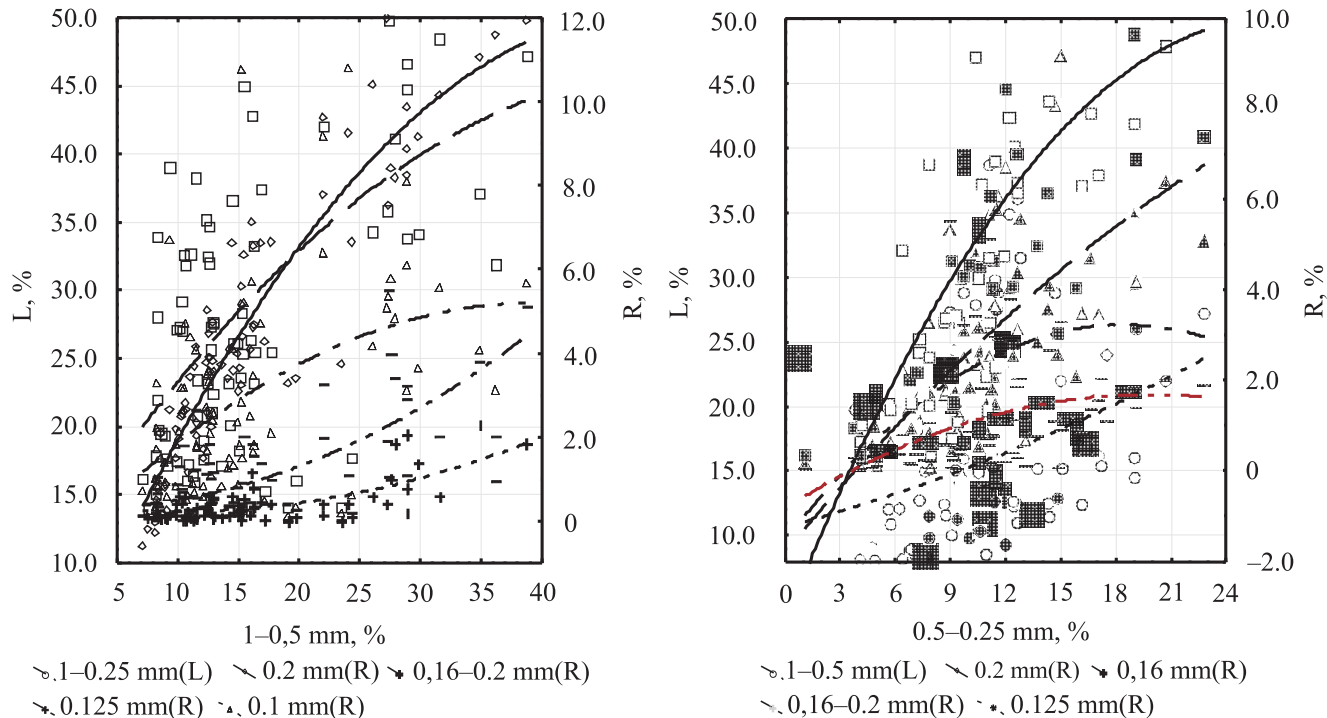 50.0
45.0
40.0
35.0
30.0
25.0
20.0
15.0
10.0
L, %
12.0
10.0
8.0
6.0
4.0
2.0
0
R, %
5 10 15 20 25 30 35 40
1–0,5 mm, %
1–0.25 mm(L) 0.2 mm(R) 0,16–0.2 mm(R)
0.125 mm(R) 0.1 mm(R)
50.0
45.0
40.0
35.0
30.0
25.0
20.0
15.0
10.0
L, %
10.0
8.0
6.0
4.0
2.0
0
–2.0
R, %
0 3 6 9 12 15 18 21 24
0.5–0.25 mm, %
1–0.5 mm(L) 0.2 mm(R) 0,16 mm(R)
0,16–0.2 mm(R) 0.125 mm(R)